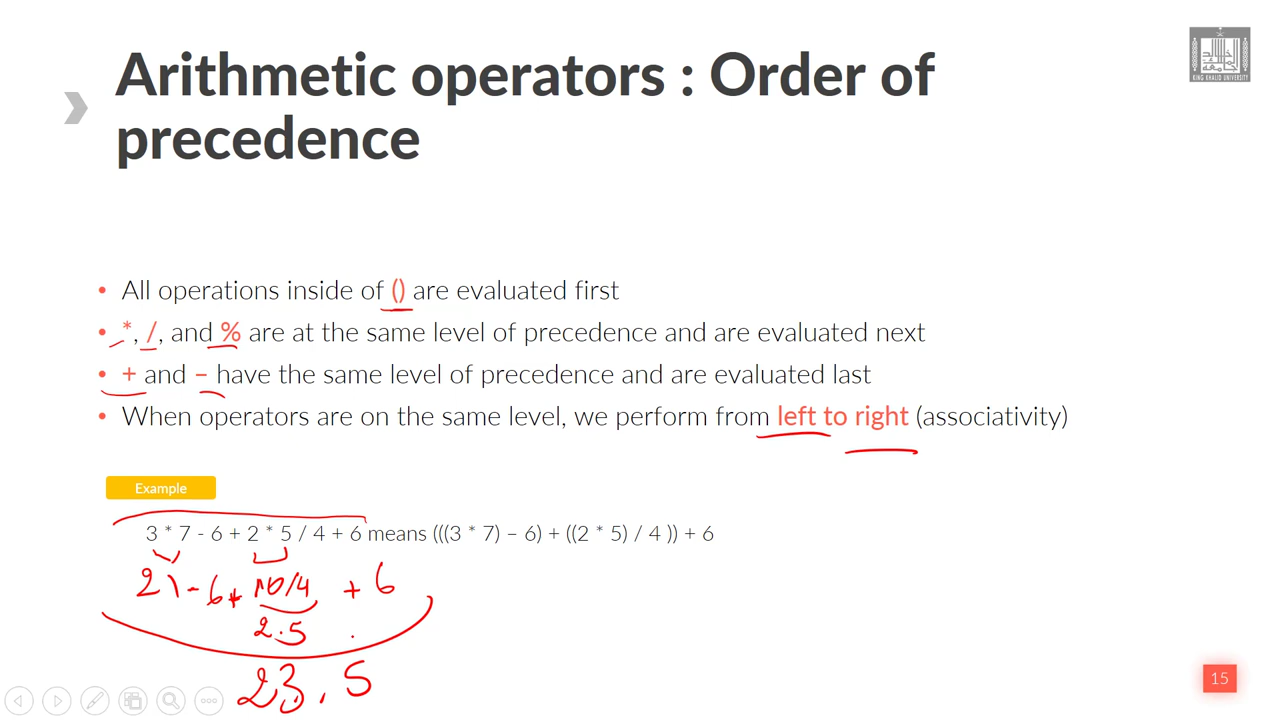 Arithmetic operators : Order of
precedence
KING KHALID UNIVERSITY
• All operations inside of () are evaluated first
• *, /, and % are at the same level of precedence and are evaluated next
• + and – have the same level of precedence and are evaluated last
• When operators are on the same level, we perform from left to right (associativity)
Example
3 * 7 - 6 + 2 * 5 / 4 + 6 means (((3 * 7) – 6) + ((2 * 5) / 4 )) + 6
21 - 6 + 10/4 + 6
2.5
23.5
15